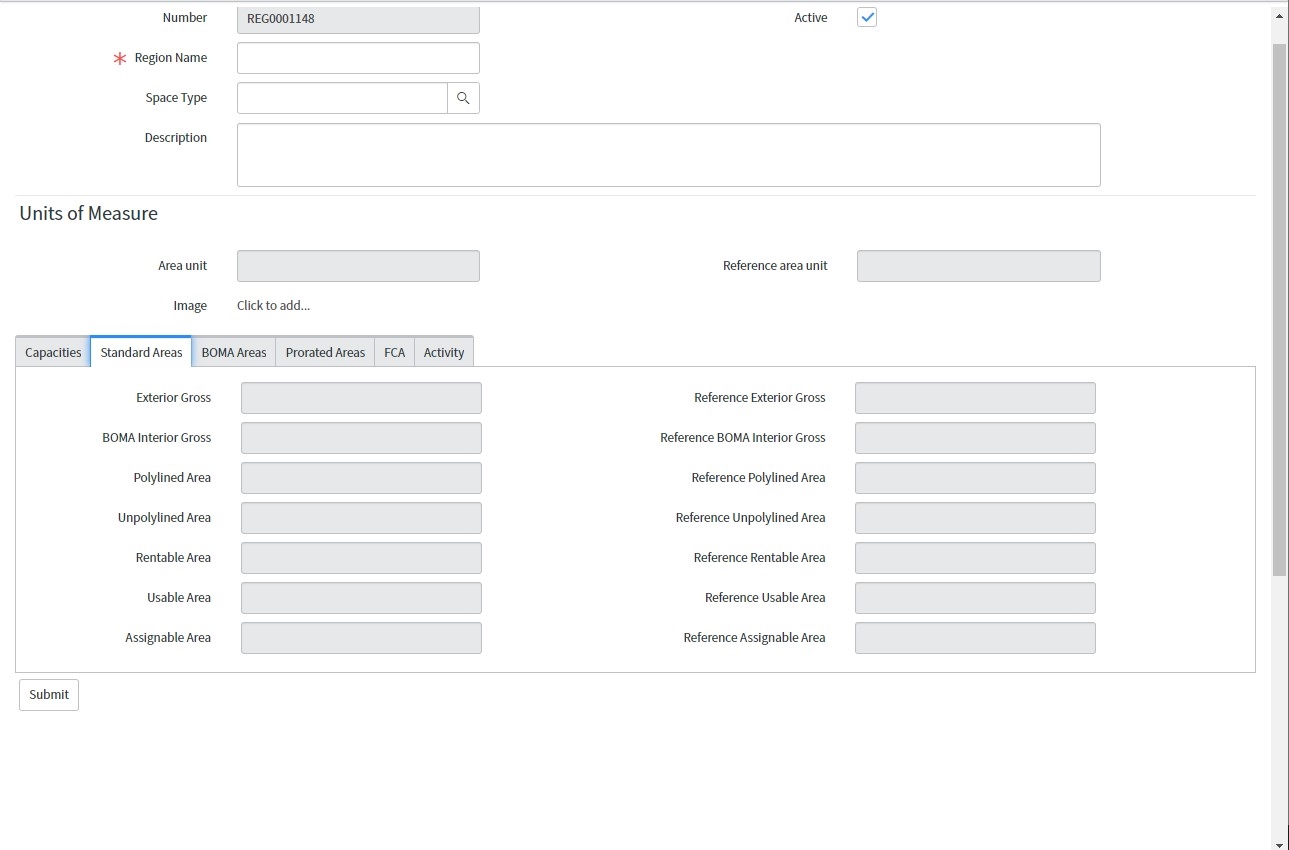 Number REG0001148 Active
Region Name
Space Type
Description
Units of Measure
Area unit Reference area unit
Image Click to add...
Capacities Standard Areas BOMA Areas Prorated Areas FCA Activity
Exterior Gross Reference Exterior Gross
BOMA Interior Gross Reference BOMA Interior Gross
Polylined Area Reference Polylined Area
Unpolylined Area Reference Unpolylined Area
Rentable Area Reference Rentable Area
Usable Area Reference Usable Area
Assignable Area Reference Assignable Area
Submit